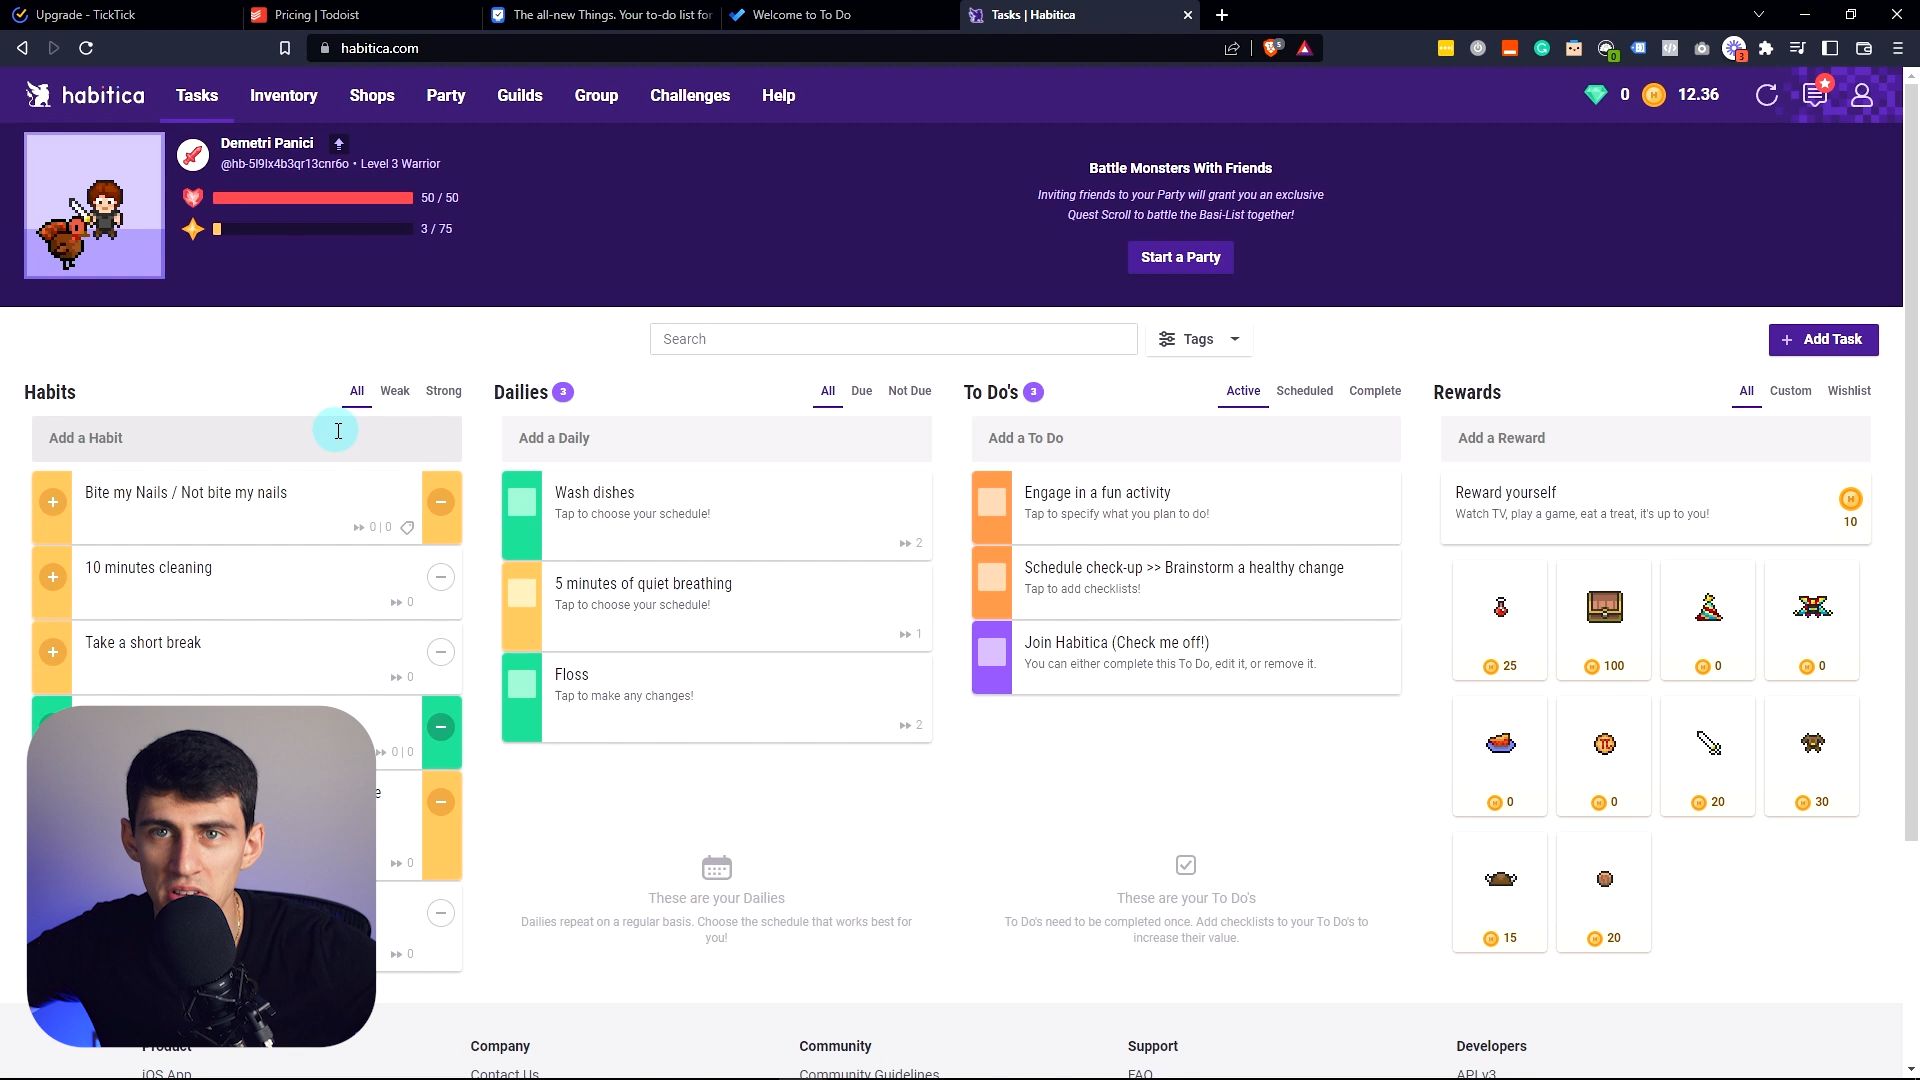 Upgrade - TickTick
Pricing | Todoist
The all-new Things. Your to-do list for
Welcome to To Do
Tasks | Habitica
habitica.com
5
0
3
habitica
Tasks
Inventory
Shops
Party
Guilds
Group
Challenges
Help
0
12.36
Demetri Panici
@hb-5l9lx4b3qr13cnr6o • Level 3 Warrior
50 / 50
3 / 75
Battle Monsters With Friends
Inviting friends to your Party will grant you an exclusive
Quest Scroll to battle the Basi-List together!
Start a Party
Search
Tags
+ Add Task
Habits
All
Weak
Strong
Add a Habit
Bite my Nails / Not bite my nails
0 | 0
10 minutes cleaning
0
Take a short break
0
0 | 0
e
0
0
Dailies 3
All
Due
Not Due
Add a Daily
Wash dishes
Tap to choose your schedule!
2
5 minutes of quiet breathing
Tap to choose your schedule!
1
Floss
Tap to make any changes!
2
These are your Dailies
Dailies repeat on a regular basis. Choose the schedule that works best for
you!
To Do's 3
Active
Scheduled
Complete
Add a To Do
Engage in a fun activity
Tap to specify what you plan to do!
Schedule check-up >> Brainstorm a healthy change
Tap to add checklists!
Join Habitica (Check me off!)
You can either complete this To Do, edit it, or remove it.
These are your To Do's
To Do's need to be completed once. Add checklists to your To Do's to
increase their value.
Rewards
All
Custom
Wishlist
Add a Reward
Reward yourself
Watch TV, play a game, eat a treat, it's up to you!
10
25
100
0
0
0
0
20
30
15
20
Product
Company
Community
Support
Developers
iOS App
Contact Us
Community Guidelines
FAQ
API v3